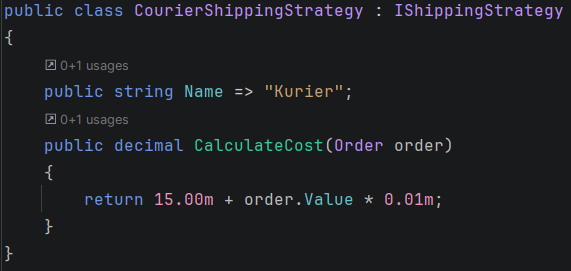 public class CourierShippingStrategy : IShippingStrategy
{
0+1 usages
public string Name => "Kurier";
0+1 usages
public decimal CalculateCost(Order order)
{
return 15.00m + order.Value * 0.01m;
}
}